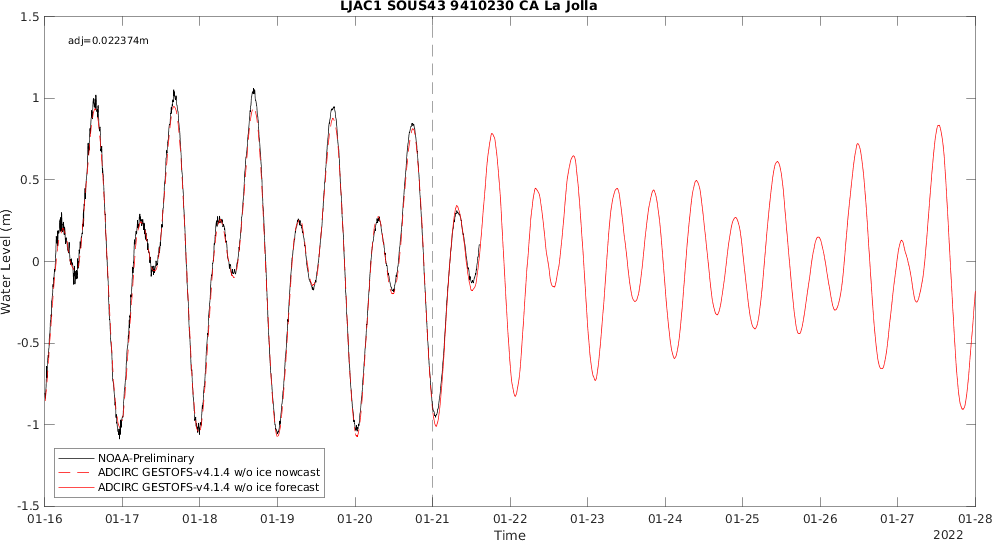 LJAC1 SOUS43 9410230 CA La Jolla
adj=0.022374m
1.5
1
0.5
0
-0.5
-1
-1.5
Water Level (m)
NOAA-Preliminary
ADCIRC GESTOFS-v4.1.4 w/o ice nowcast
ADCIRC GESTOFS-v4.1.4 w/o ice forecast
01-16 01-17 01-18 01-19 01-20 01-21 01-22 01-23 01-24 01-25 01-26 01-27 01-28
Time
2022